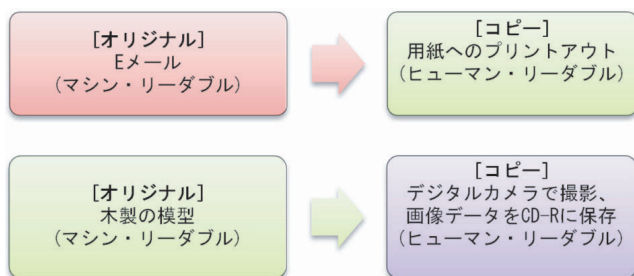 [オリジナル]
Eメール
(マシン・リーダブル)
[コピー]
用紙へのプリントアウト
(ヒューマン・リーダブル)
[オリジナル]
木製の模型
(マシン・リーダブル)
[コピー]
デジタルカメラで撮影、
画像データをCD-Rに保存
(ヒューマン・リーダブル)